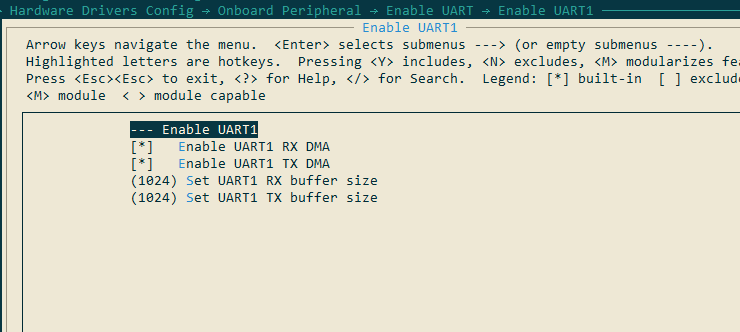 → Hardware Drivers Config → Onboard Peripheral → Enable UART → Enable UART1
Enable UART1
Arrow keys navigate the menu.  <Enter> selects submenus ---> (or empty submenus ----).
Highlighted letters are hotkeys.  Pressing <Y> includes, <N> excludes, <M> modularizes fea
Press <Esc><Esc> to exit, <?> for Help, </> for Search.  Legend: [*] built-in  [ ] exclude
<M> module  < > module capable
--- Enable UART1
[*]   Enable UART1 RX DMA
[*]   Enable UART1 TX DMA
(1024) Set UART1 RX buffer size
(1024) Set UART1 TX buffer size